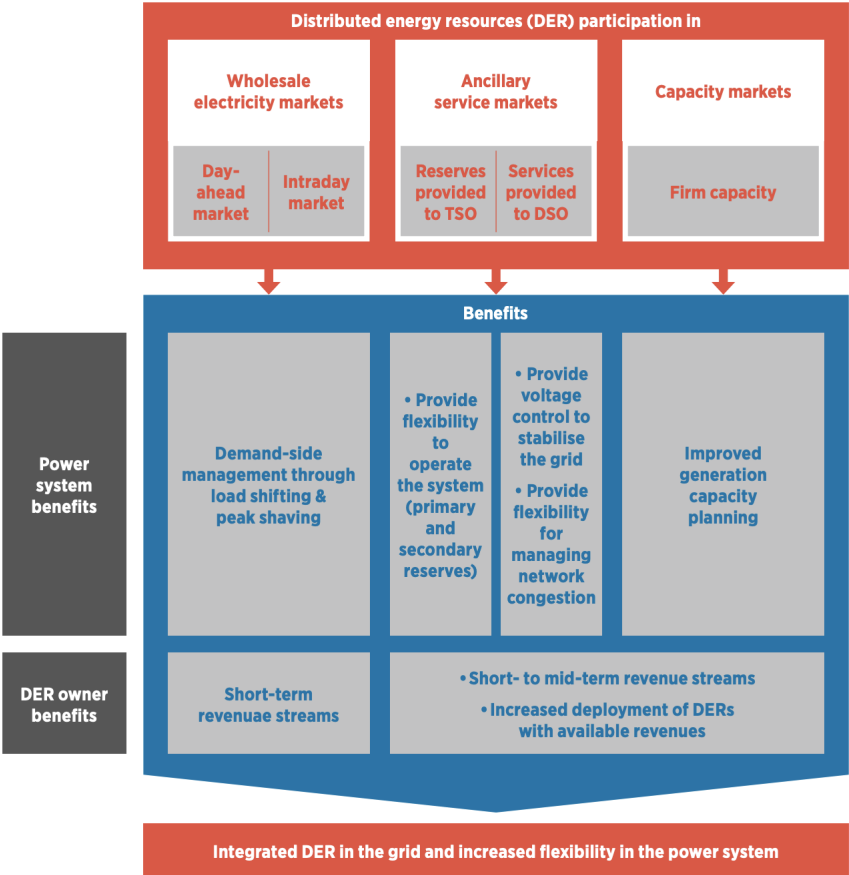 Distributed energy resources (DER) participation in
Wholesale
electricity markets
Ancillary
service markets
Capacity markets
Day-
ahead
market
Intraday
market
Reserves
provided
to TSO
Services
provided
to DSO
Firm capacity
Benefits
Power
system
benefits
Demand-side
management through
load shifting &
peak shaving
• Provide
flexibility
to
operate
the system
(primary
and
secondary
reserves)
• Provide
voltage
control to
stabilise
the grid
• Provide
flexibility
for
managing
network
congestion
Improved
generation
capacity
planning
DER owner
benefits
Short-term
revenuae streams
• Short- to mid-term revenue streams
• Increased deployment of DERs
with available revenues
Integrated DER in the grid and increased flexibility in the power system